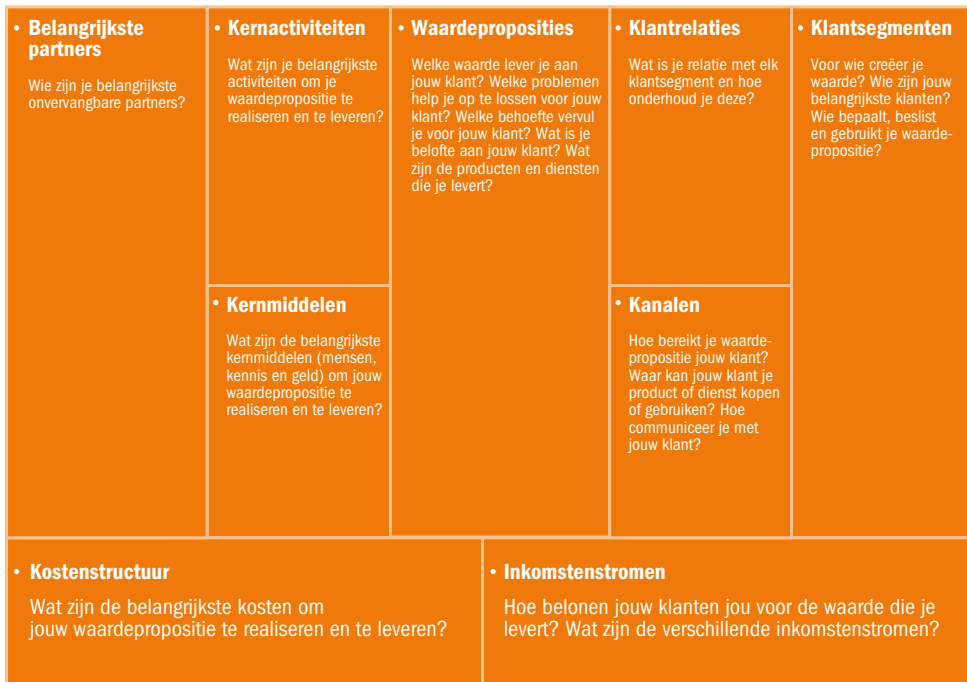 • Belangrijkste
partners
Wie zijn je belangrijkste
onvervangbare partners?
• Kernactiviteiten
Wat zijn je belangrijkste
activiteiten om je
waardepropositie te
realiseren en te leveren?
• Kernmiddelen
Wat zijn de belangrijkste
kernmiddelen (mensen,
kennis en geld) om jouw
waardepropositie te
realiseren en te leveren?
• Waardeproposities
Welke waarde lever je aan
jouw klant? Welke problemen
help je op te lossen voor jouw
klant? Welke behoefte vervul
je voor jouw klant? Wat is je
belofte aan jouw klant? Wat
zijn de producten en diensten
die je levert?
• Klantrelaties
Wat is je relatie met elk
klantsegment en hoe
onderhoud je deze?
• Kanalen
Hoe bereikt je waarde-
propositie jouw klant?
Waar kan jouw klant je
product of dienst kopen
of gebruiken? Hoe
communiceer je met
jouw klant?
• Klantsegmenten
Voor wie creëer je
waarde? Wie zijn jouw
belangrijkste klanten?
Wie bepaalt, beslist
en gebruikt je waarde-
propositie?
• Kostenstructuur
Wat zijn de belangrijkste kosten om
jouw waardepropositie te realiseren en te leveren?
• Inkomstenstromen
Hoe belonen jouw klanten jou voor de waarde die je
levert? Wat zijn de verschillende inkomstenstromen?